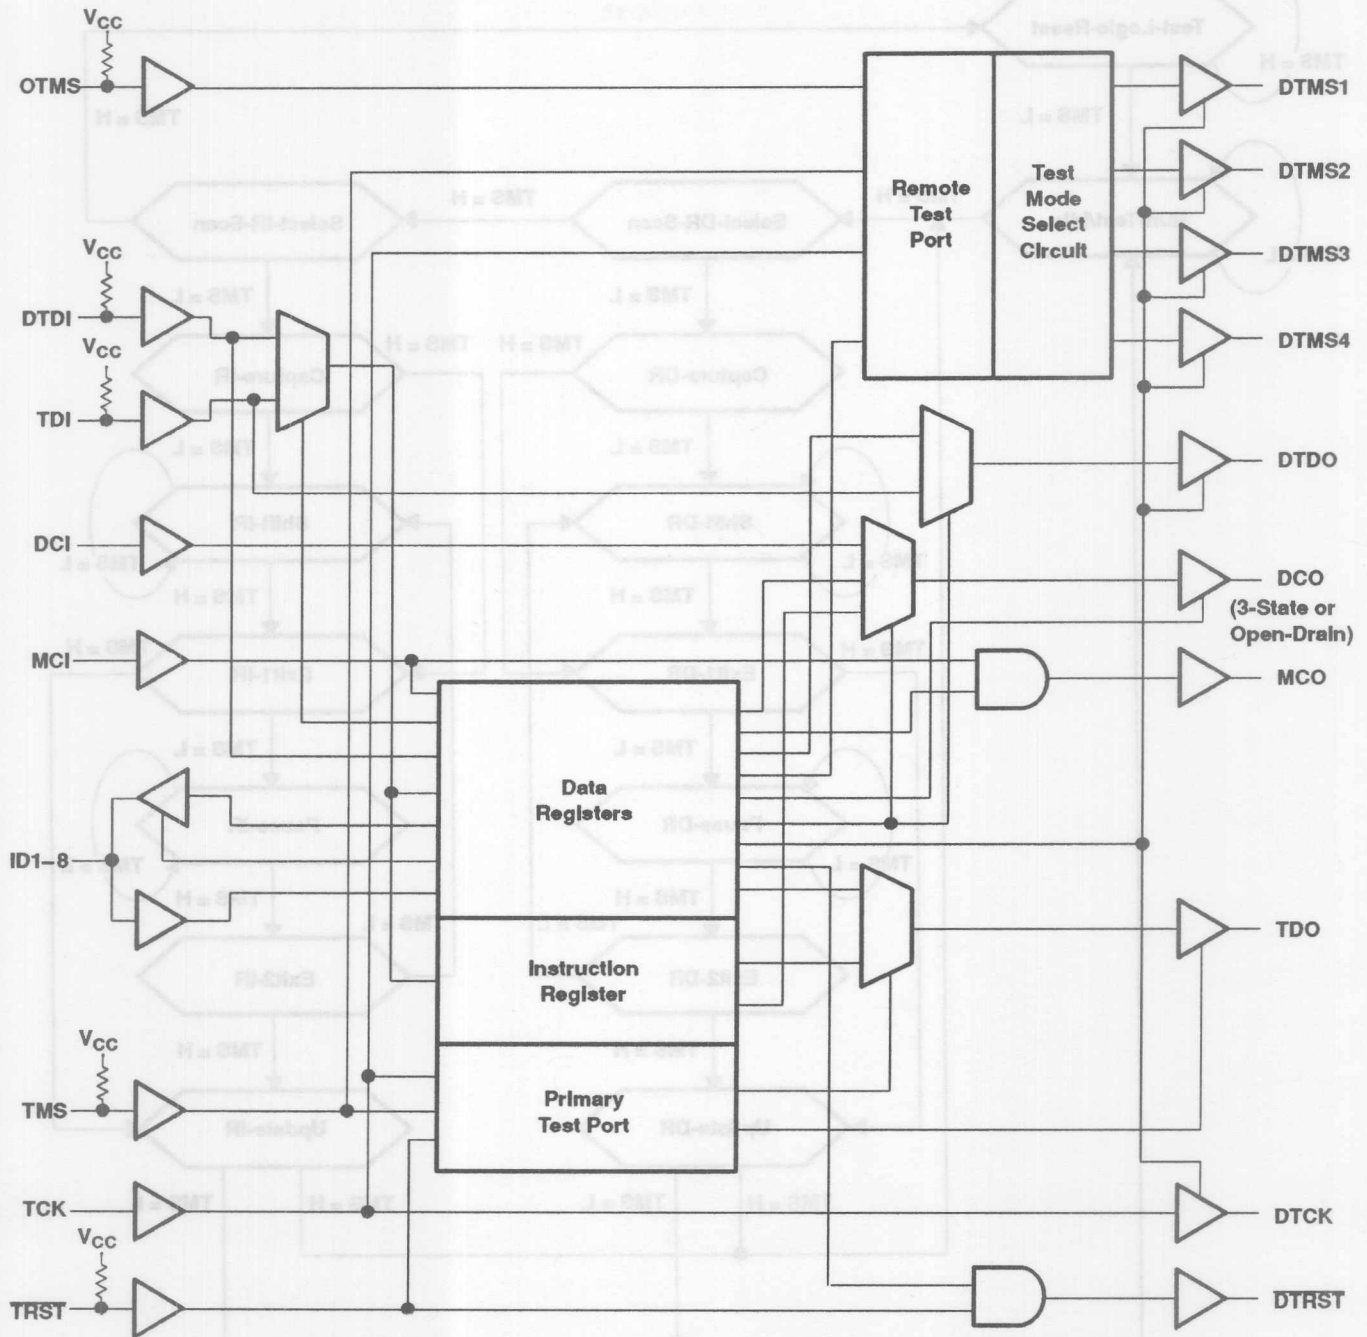 VCC
OTMS
DTMS1
Remote
Test
Port
Test
Mode
Select
Circuit
DTMS2
VCC
DTMS3
DTDI
DTMS4
VCC
TDI
DTDO
DCI
DCO
(3-State or
Open-Drain)
MCI
MCO
Data
Registers
ID1–8
TDO
Instruction
Register
VCC
TMS
Primary
Test Port
TCK
DTCK
VCC
T̅R̅S̅T̅
D̅T̅R̅S̅T̅